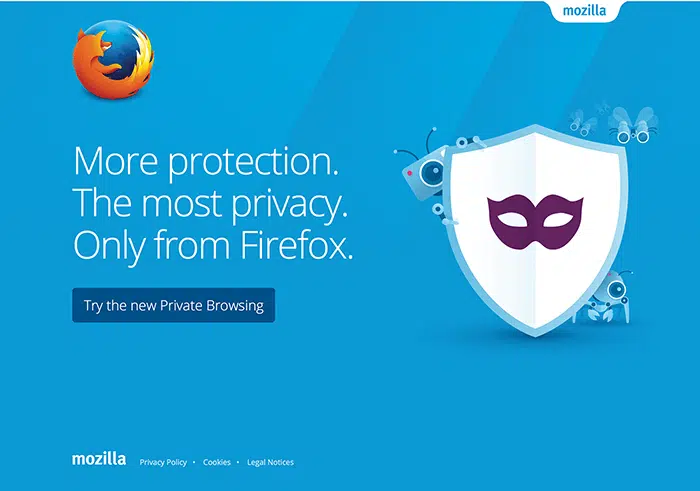 mozilla
More protection.
The most privacy.
Only from Firefox.
Try the new Private Browsing
mozilla Privacy Policy • Cookies • Legal Notices